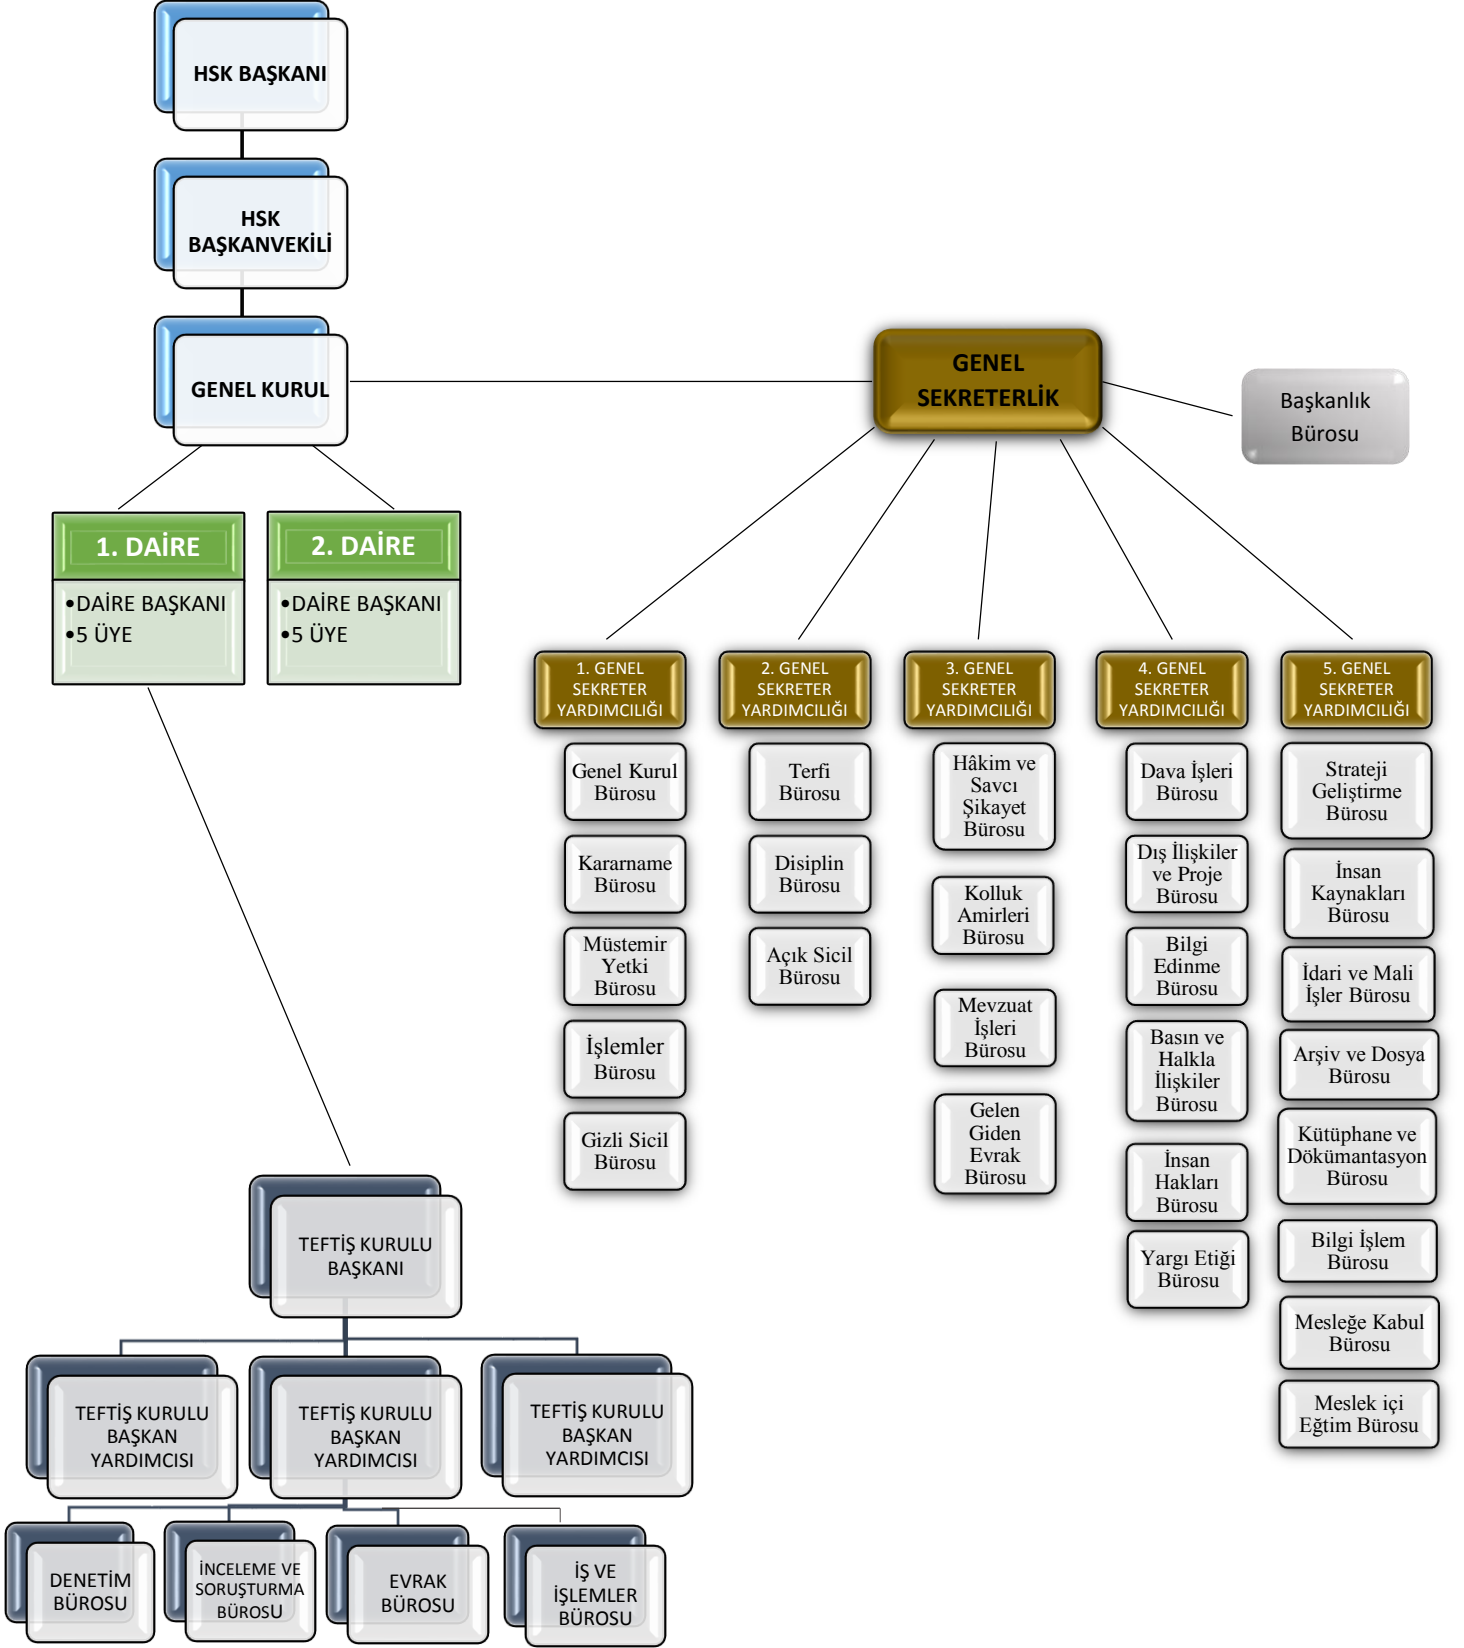 HSK BAŞKANI
HSK
BAŞKANVEKİLİ
GENEL KURUL
GENEL
SEKRETERLİK
Başkanlık
Bürosu
1. DAİRE
•DAİRE BAŞKANI
•5 ÜYE
2. DAİRE
•DAİRE BAŞKANI
•5 ÜYE
1. GENEL
SEKRETER
YARDIMCILIĞI
Genel Kurul
Bürosu
Kararname
Bürosu
Müstemir
Yetki
Bürosu
İşlemler
Bürosu
Gizli Sicil
Bürosu
2. GENEL
SEKRETER
YARDIMCILIĞI
Terfi
Bürosu
Disiplin
Bürosu
Açık Sicil
Bürosu
3. GENEL
SEKRETER
YARDIMCILIĞI
Hâkim ve
Savcı
Şikayet
Bürosu
Kolluk
Amirleri
Bürosu
Mevzuat
İşleri
Bürosu
Gelen
Giden
Evrak
Bürosu
4. GENEL
SEKRETER
YARDIMCILIĞI
Dava İşleri
Bürosu
Dış İlişkiler
ve Proje
Bürosu
Bilgi
Edinme
Bürosu
Basın ve
Halkla
İlişkiler
Bürosu
İnsan
Hakları
Bürosu
Yargı Etiği
Bürosu
5. GENEL
SEKRETER
YARDIMCILIĞI
Strateji
Geliştirme
Bürosu
İnsan
Kaynakları
Bürosu
İdari ve Mali
İşler Bürosu
Arşiv ve Dosya
Bürosu
Kütüphane ve
Dökümantasyon
Bürosu
Bilgi İşlem
Bürosu
Mesleğe Kabul
Bürosu
Meslek içi
Eğtim Bürosu
TEFTİŞ KURULU
BAŞKANI
TEFTİŞ KURULU
BAŞKAN
YARDIMCISI
TEFTİŞ KURULU
BAŞKAN
YARDIMCISI
TEFTİŞ KURULU
BAŞKAN
YARDIMCISI
DENETİM
BÜROSU
İNCELEME VE
SORUŞTURMA
BÜROSU
EVRAK
BÜROSU
İŞ VE
İŞLEMLER
BÜROSU